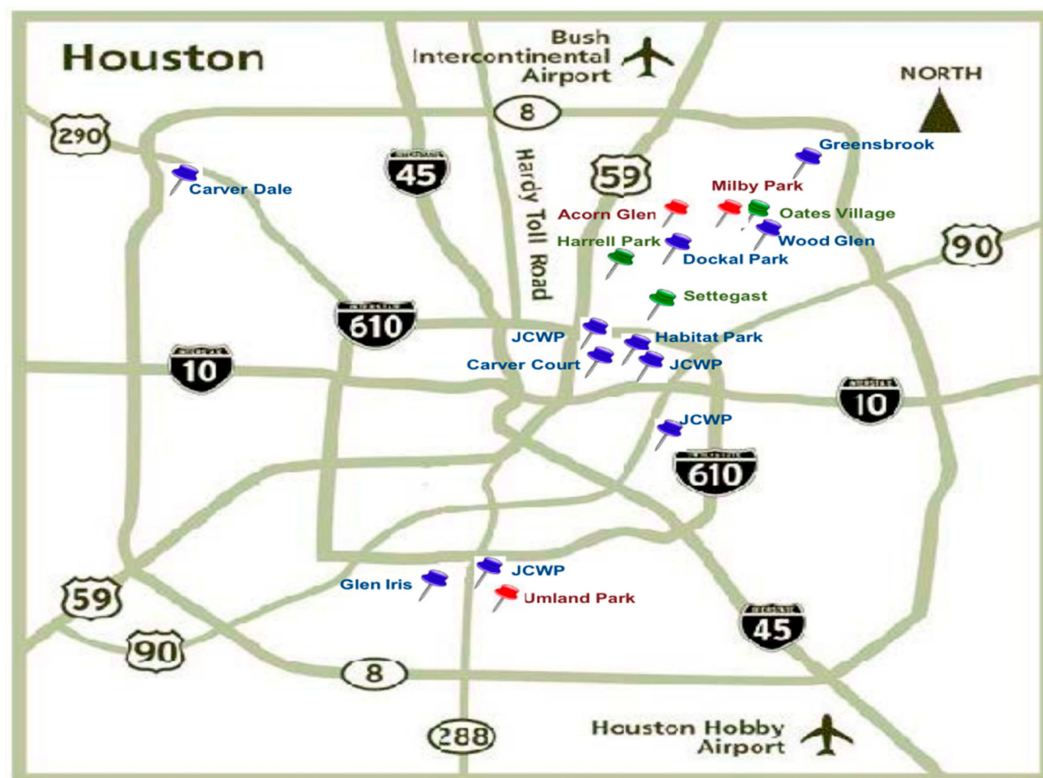 Houston
Bush
Intercontinental
Airport
NORTH
290
8
45
Hardy Toll Road
59
Greensbrook
Carver Dale
Milby Park
Acorn Glen
Oates Village
Harrell Park
Wood Glen
90
Dockal Park
Settegast
610
JCWP
Habitat Park
Carver Court
JCWP
10
10
JCWP
610
JCWP
Glen Iris
Umland Park
59
45
90
8
288
Houston Hobby
Airport